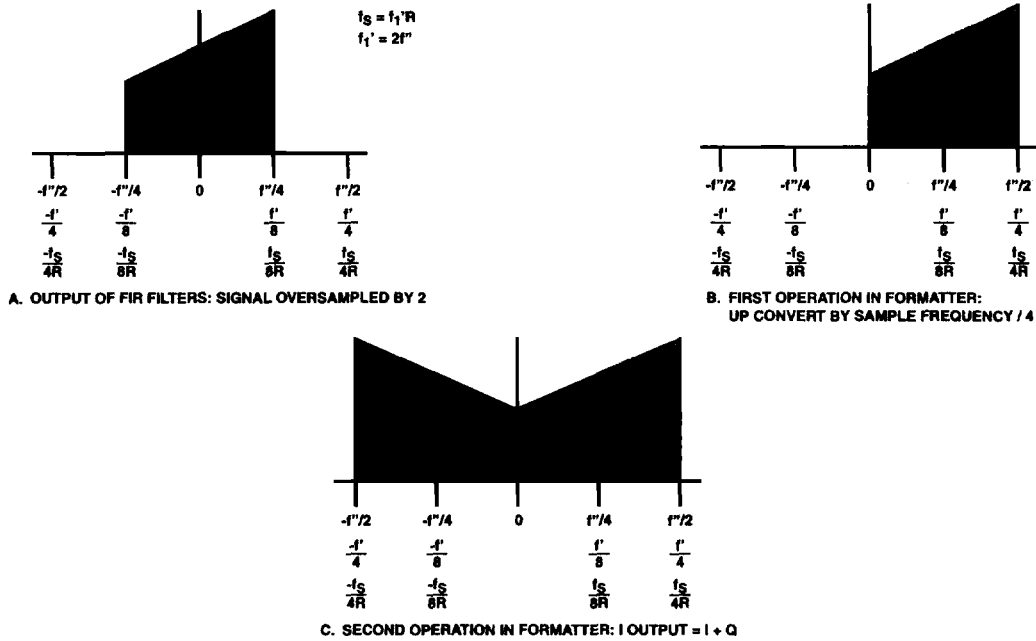 fS = f1'R
f1' = 2f"
-f"/2 -f"/4 0 f"/4 f"/2
-f'/4 -f'/8 f'/8 f'/4
-fS/4R -fS/8R fS/8R fS/4R
A. OUTPUT OF FIR FILTERS: SIGNAL OVERSAMPLED BY 2
-f"/2 -f"/4 0 f"/4 f"/2
-f'/4 -f'/8 f'/8 f'/4
-fS/4R -fS/8R fS/8R fS/4R
B. FIRST OPERATION IN FORMATTER:
UP CONVERT BY SAMPLE FREQUENCY / 4
-f"/2 -f"/4 0 f"/4 f"/2
-f'/4 -f'/8 f'/8 f'/4
-fS/4R -fS/8R fS/8R fS/4R
C. SECOND OPERATION IN FORMATTER: I OUTPUT = I + Q